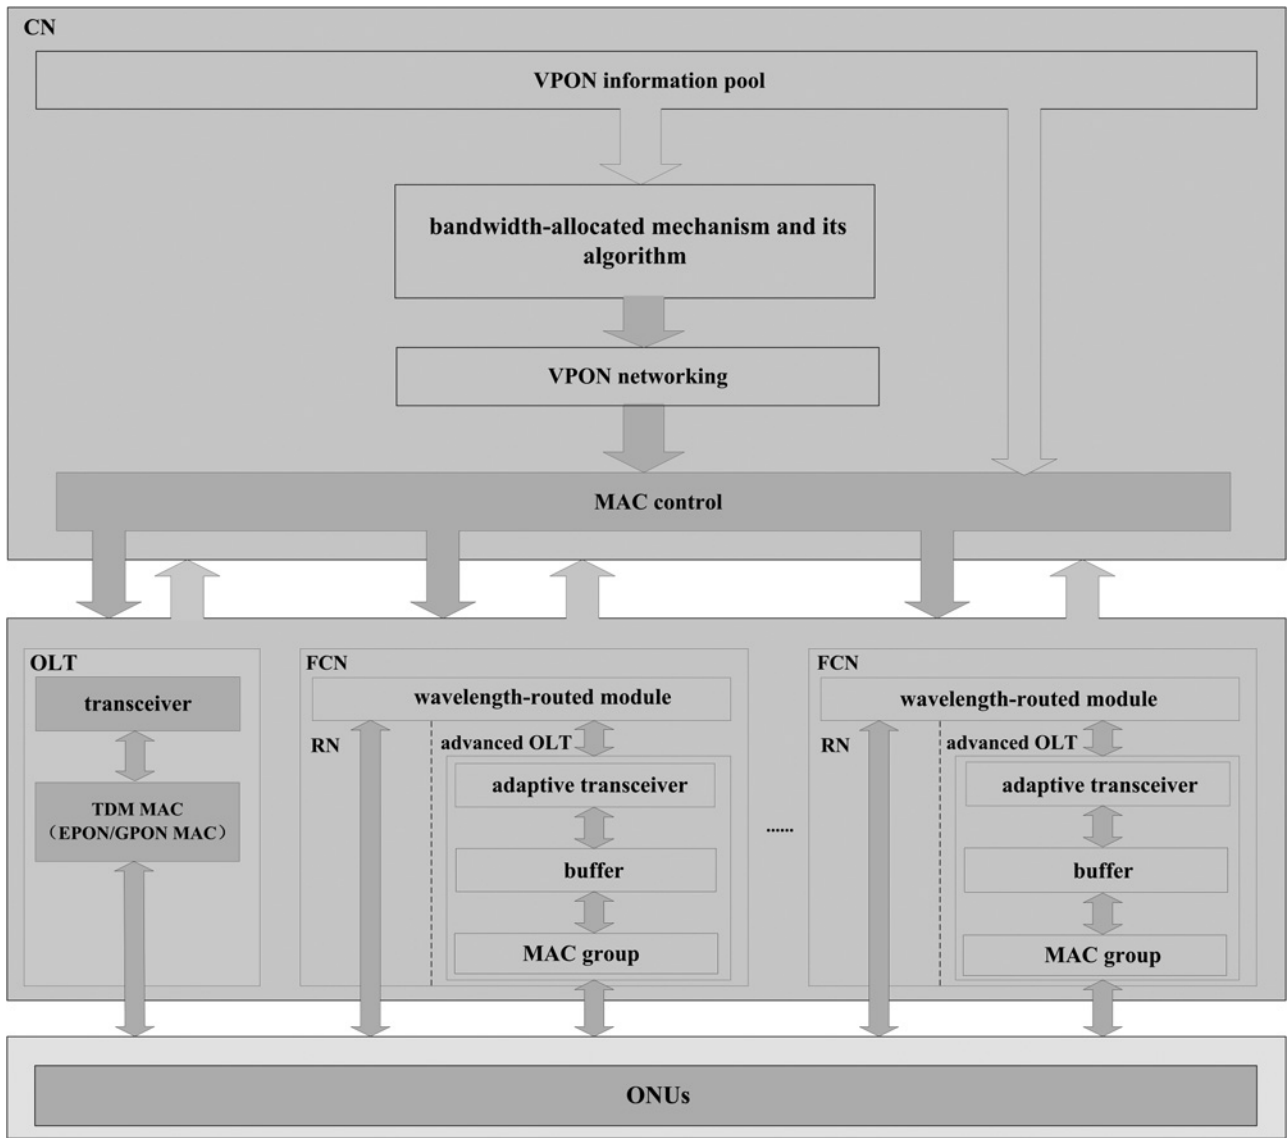 CN
VPON information pool
bandwidth-allocated mechanism and its
algorithm
VPON networking
MAC control
OLT
transceiver
TDM MAC
（EPON/GPON MAC）
FCN
wavelength-routed module
RN
advanced OLT
adaptive transceiver
buffer
MAC group
......
FCN
wavelength-routed module
RN
advanced OLT
adaptive transceiver
buffer
MAC group
ONUs